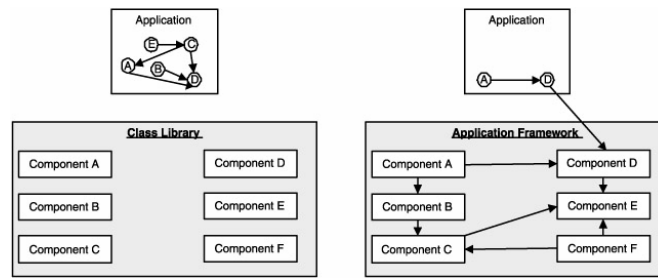 Application
E
C
A
B
D
Class Library
Component A
Component D
Component B
Component E
Component C
Component F
Application
A
D
Application Framework
Component A
Component D
Component B
Component E
Component C
Component F